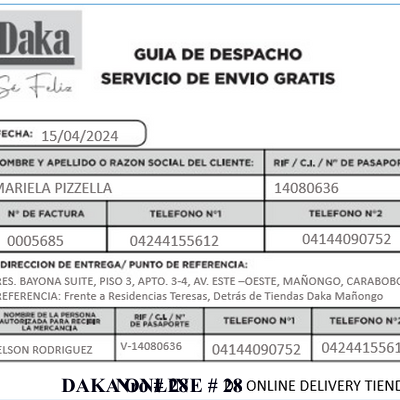 Daka
Sé Feliz
GUIA DE DESPACHO
SERVICIO DE ENVIO GRATIS
FECHA: 15/04/2024
NOMBRE Y APELLIDO O RAZON SOCIAL DEL CLIENTE: RIF / C.I. / Nº DE PASAPO
MARIELA PIZZELLA 14080636
N° DE FACTURA TELEFONO N°1 TELEFONO N°2
0005685 04244155612 04144090752
DIRECCION DE ENTREGA/ PUNTO DE REFERENCIA:
RES. BAYONA SUITE, PISO 3, APTO. 3-4, AV. ESTE –OESTE, MAÑONGO, CARABOBO
REFERENCIA: Frente a Residencias Teresas, Detrás de Tiendas Daka Mañongo
NOMBRE DE LA PERSONA AUTORIZADA PARA RECIBIR LA MERCANCIA RIF / C.I. / N° DE PASAPORTE TELEFONO N°1 TELEFONO N°2
ELSON RODRIGUEZ V-14080636 04144090752 0424415561
DAKA ONLINE # 28 ONLINE DELIVERY TIEND